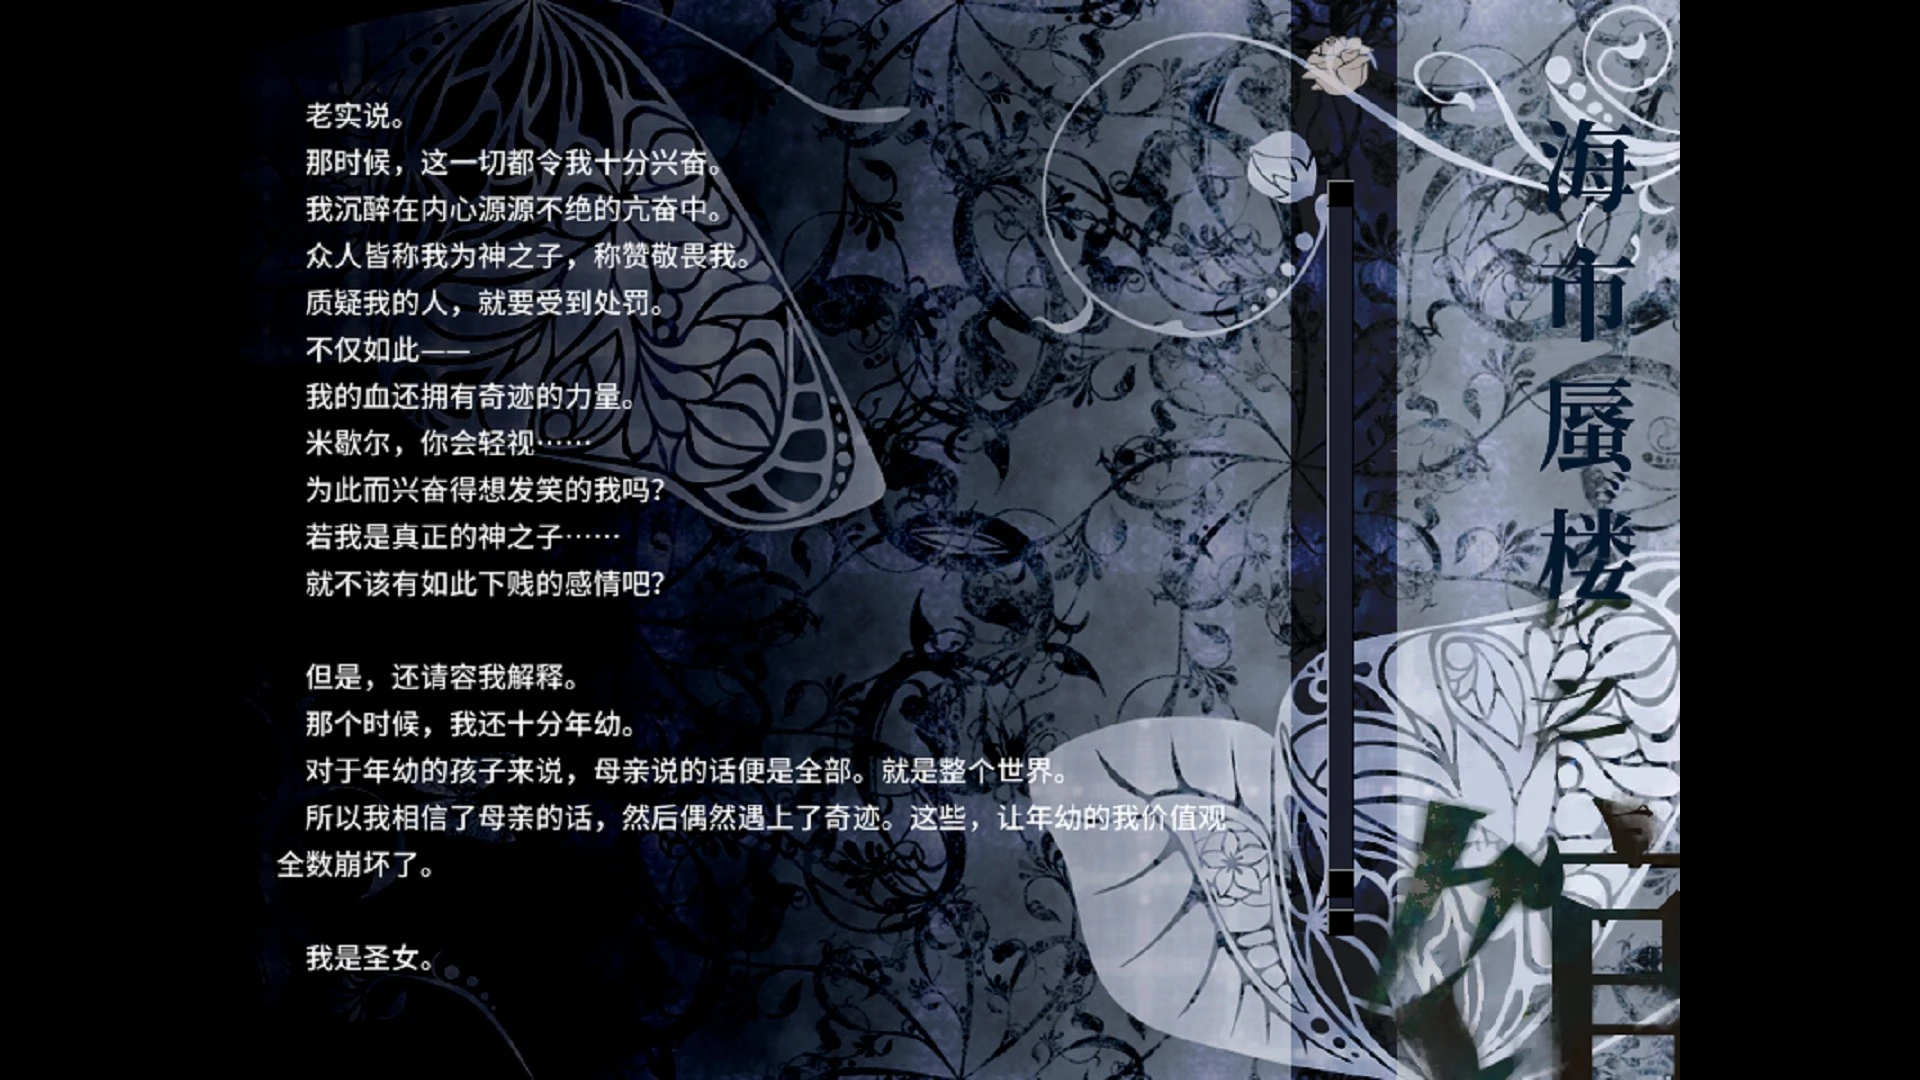 老实说。
那时候，这一切都令我十分兴奋。
我沉醉在内心源源不绝的亢奋中。
众人皆称我为神之子，称赞敬畏我。
质疑我的人，就要受到处罚。
不仅如此——
我的血还拥有奇迹的力量。
米歇尔，你会轻视……
为此而兴奋得想发笑的我吗？
若我是真正的神之子……
就不该有如此下贱的感情吧？
但是，还请容我解释。
那个时候，我还十分年幼。
对于年幼的孩子来说，母亲说的话便是全部。就是整个世界。
所以我相信了母亲的话，然后偶然遇上了奇迹。这些，让年幼的我价值观
全数崩坏了。
我是圣女。
海市蜃楼之馆